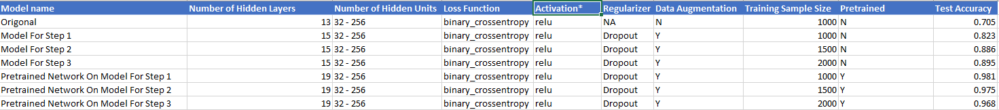 Model name Number of Hidden Layers Number of Hidden Units Loss Function Activation* Regularizer Data Augmentation Training Sample Size Pretrained Test Accuracy
Origonal 13 32 - 256 binary_crossentropy relu NA N 1000 N 0.705
Model For Step 1 15 32 - 256 binary_crossentropy relu Dropout Y 1000 N 0.823
Model For Step 2 15 32 - 256 binary_crossentropy relu Dropout Y 1500 N 0.886
Model For Step 3 15 32 - 256 binary_crossentropy relu Dropout Y 2000 N 0.895
Pretrained Network On Model For Step 1 19 32 - 256 binary_crossentropy relu Dropout Y 1000 Y 0.981
Pretrained Network On Model For Step 2 19 32 - 256 binary_crossentropy relu Dropout Y 1500 Y 0.975
Pretrained Network On Model For Step 3 19 32 - 256 binary_crossentropy relu Dropout Y 2000 Y 0.968